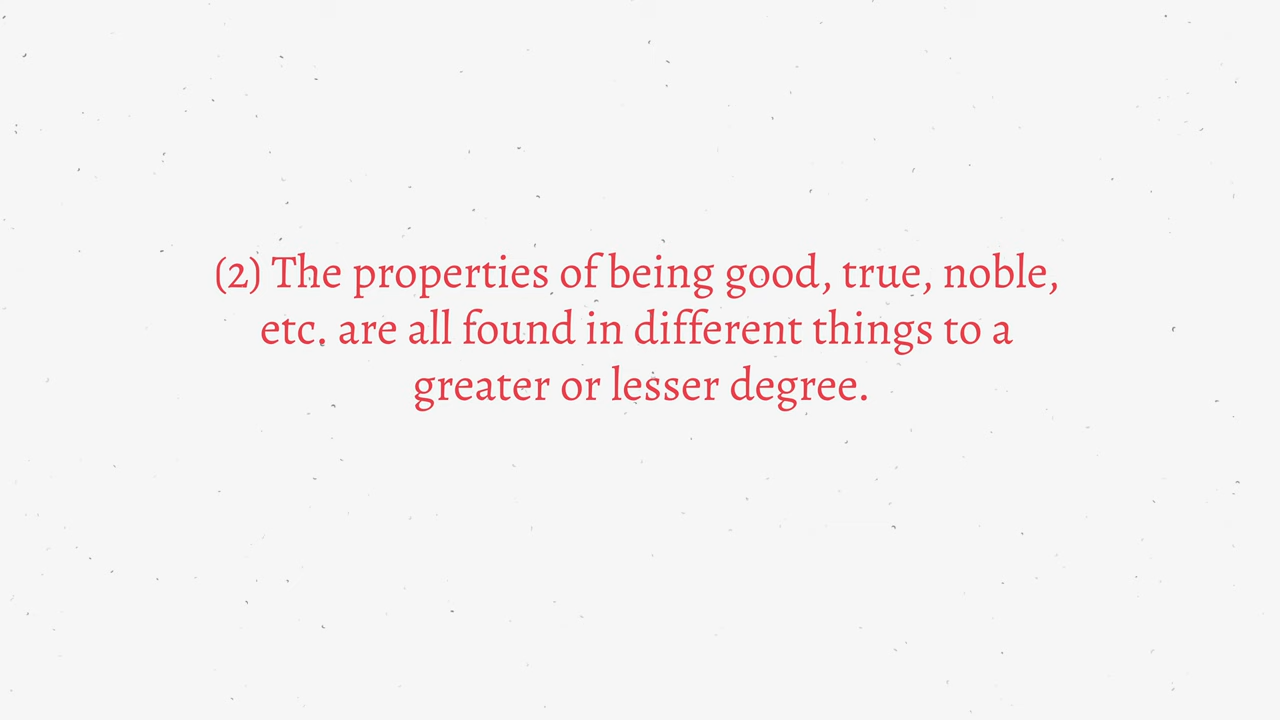 (2) The properties of being good, true, noble,
etc. are all found in different things to a
greater or lesser degree.